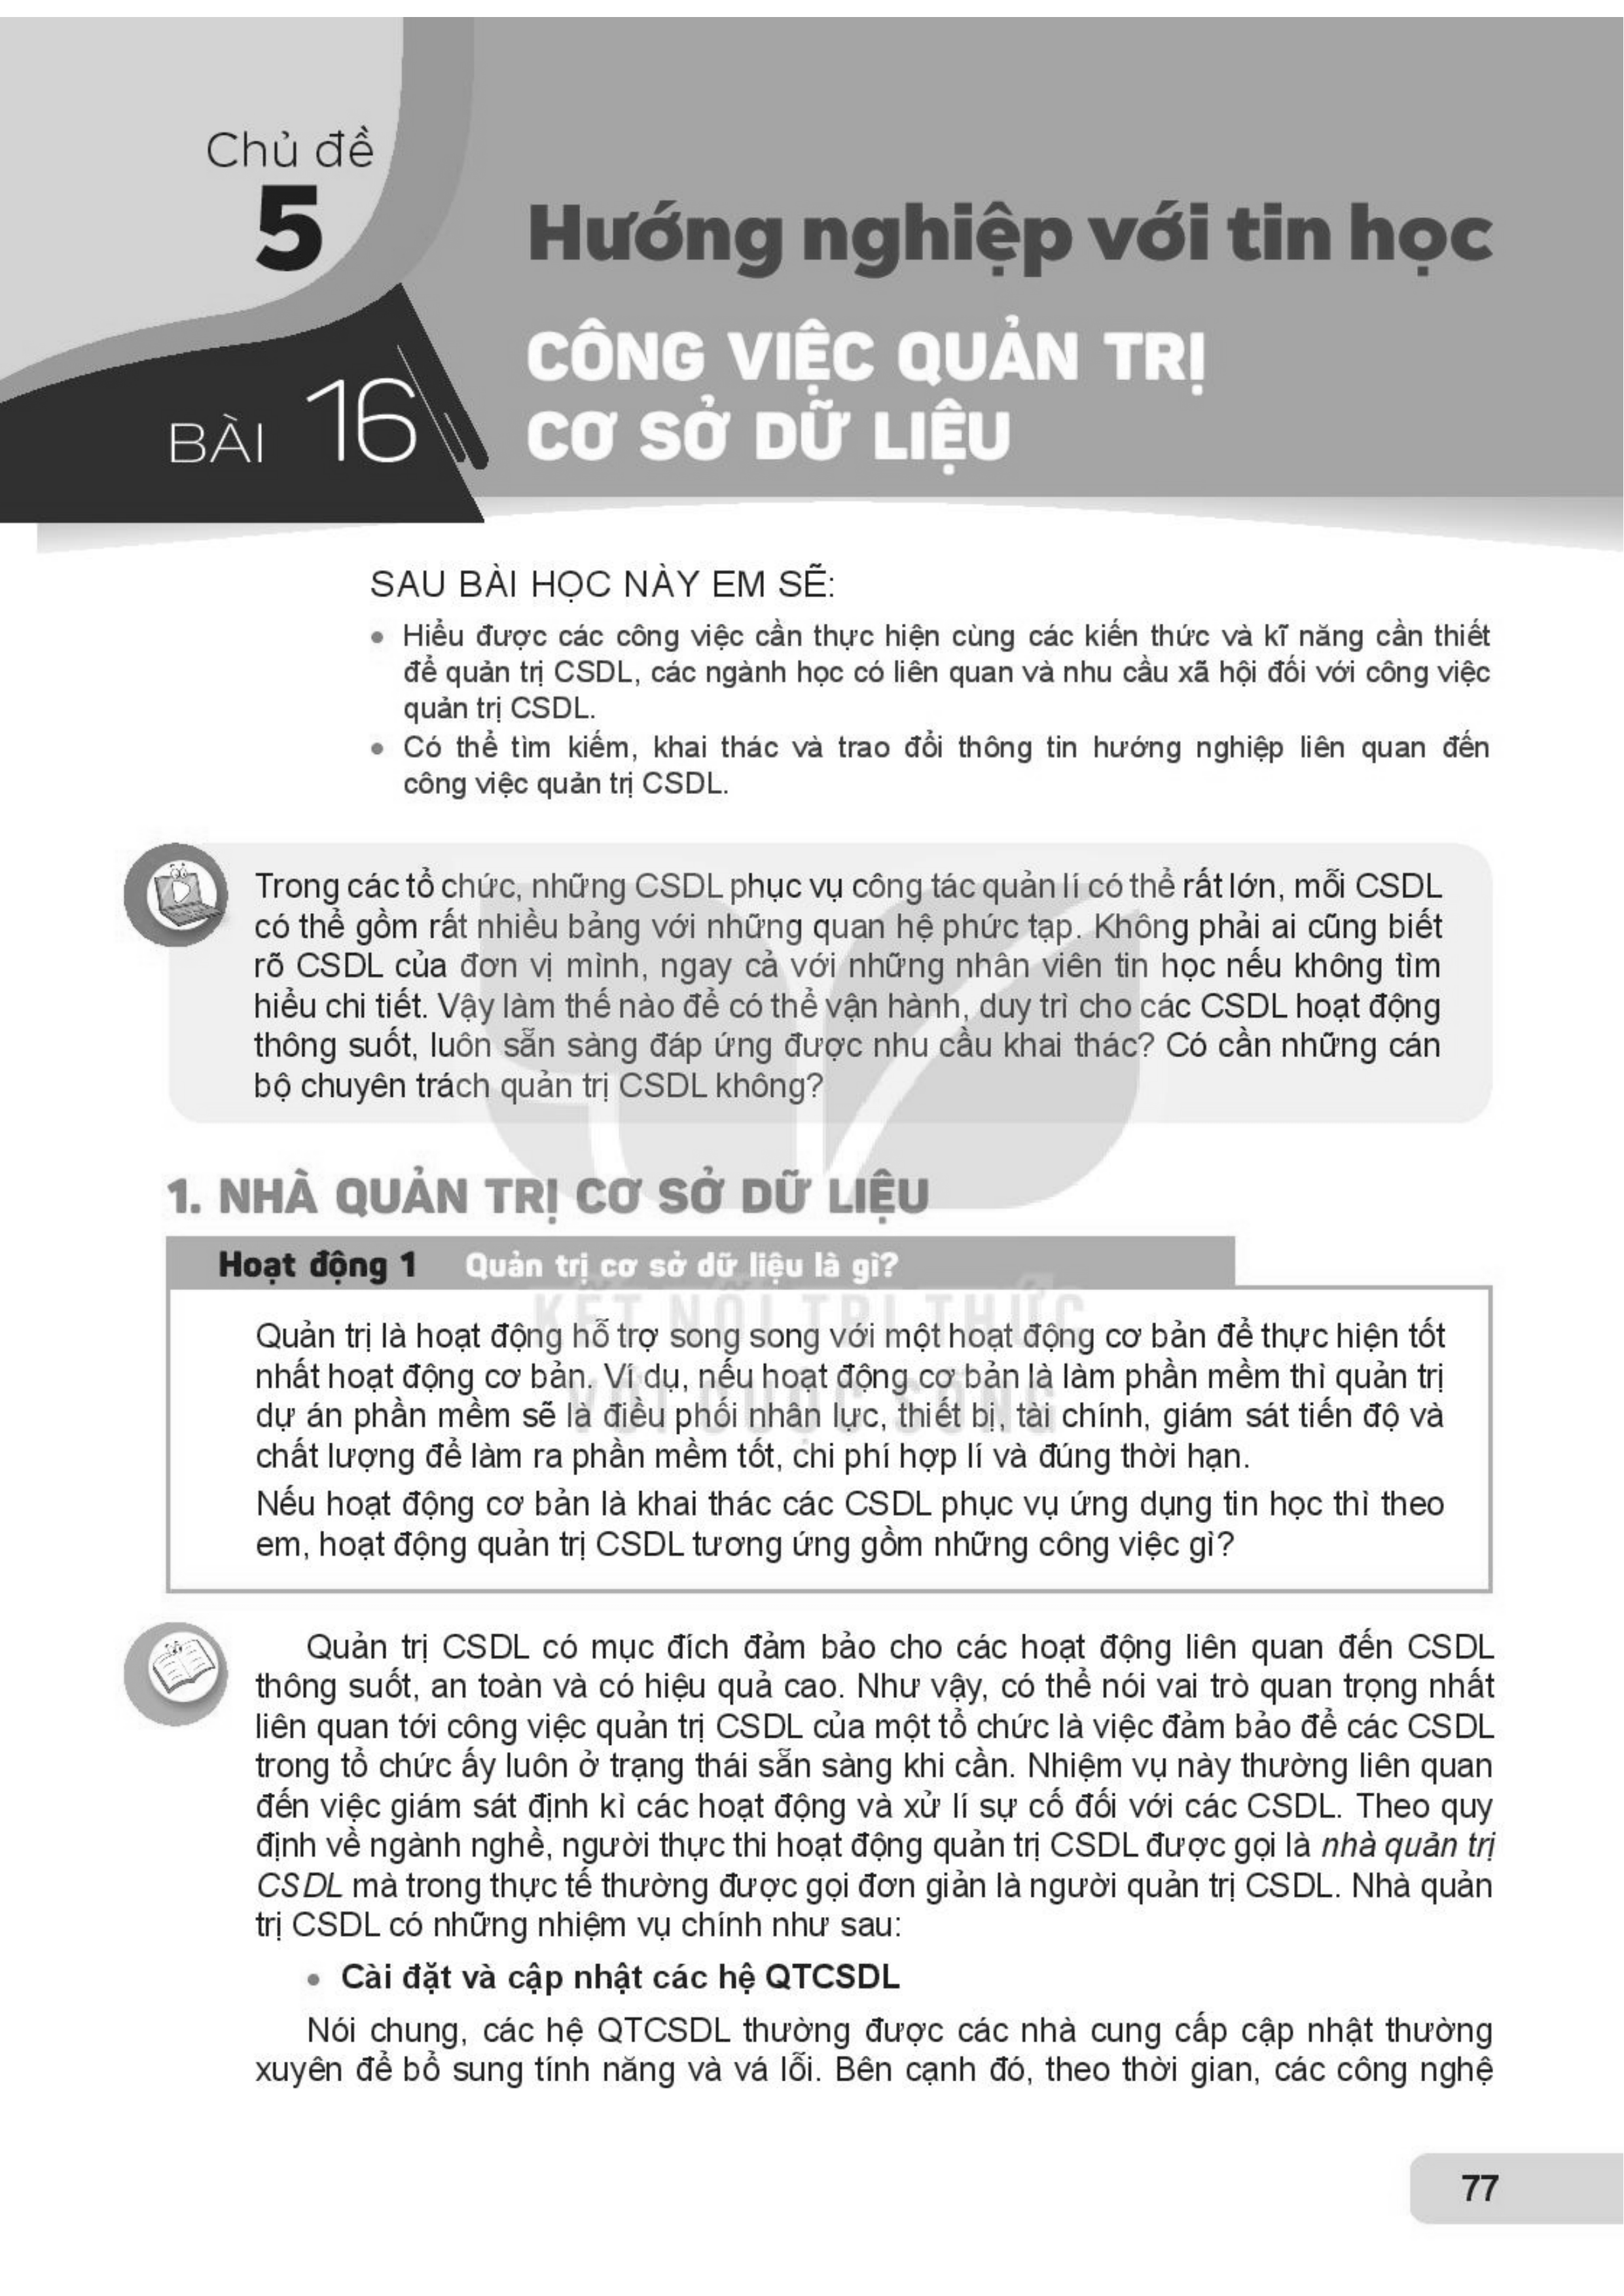 Chủ đề
5
Hướng nghiệp với tin học
BÀI 16
CÔNG VIỆC QUẢN TRỊ
CƠ SỞ DỮ LIỆU
SAU BÀI HỌC NÀY EM SẼ:
• Hiểu được các công việc cần thực hiện cùng các kiến thức và kĩ năng cần thiết
để quản trị CSDL, các ngành học có liên quan và nhu cầu xã hội đối với công việc
quản trị CSDL.
• Có thể tìm kiếm, khai thác và trao đổi thông tin hướng nghiệp liên quan đến
công việc quản trị CSDL.
Trong các tổ chức, những CSDL phục vụ công tác quản lí có thể rất lớn, mỗi CSDL
có thể gồm rất nhiều bảng với những quan hệ phức tạp. Không phải ai cũng biết
rõ CSDL của đơn vị mình, ngay cả với những nhân viên tin học nếu không tìm
hiểu chi tiết. Vậy làm thế nào để có thể vận hành, duy trì cho các CSDL hoạt động
thông suốt, luôn sẵn sàng đáp ứng được nhu cầu khai thác? Có cần những cán
bộ chuyên trách quản trị CSDL không?
1. NHÀ QUẢN TRỊ CƠ SỞ DỮ LIỆU
Hoạt động 1 Quản trị cơ sở dữ liệu là gì?
KẾT NỐI TRI THỨC
VỚI CUỘC SỐNG
Quản trị là hoạt động hỗ trợ song song với một hoạt động cơ bản để thực hiện tốt
nhất hoạt động cơ bản. Ví dụ, nếu hoạt động cơ bản là làm phần mềm thì quản trị
dự án phần mềm sẽ là điều phối nhân lực, thiết bị, tài chính, giám sát tiến độ và
chất lượng để làm ra phần mềm tốt, chi phí hợp lí và đúng thời hạn.
Nếu hoạt động cơ bản là khai thác các CSDL phục vụ ứng dụng tin học thì theo
em, hoạt động quản trị CSDL tương ứng gồm những công việc gì?
Quản trị CSDL có mục đích đảm bảo cho các hoạt động liên quan đến CSDL
thông suốt, an toàn và có hiệu quả cao. Như vậy, có thể nói vai trò quan trọng nhất
liên quan tới công việc quản trị CSDL của một tổ chức là việc đảm bảo để các CSDL
trong tổ chức ấy luôn ở trạng thái sẵn sàng khi cần. Nhiệm vụ này thường liên quan
đến việc giám sát định kì các hoạt động và xử lí sự cố đối với các CSDL. Theo quy
định về ngành nghề, người thực thi hoạt động quản trị CSDL được gọi là nhà quản trị
CSDL mà trong thực tế thường được gọi đơn giản là người quản trị CSDL. Nhà quản
trị CSDL có những nhiệm vụ chính như sau:
• Cài đặt và cập nhật các hệ QTCSDL
Nói chung, các hệ QTCSDL thường được các nhà cung cấp cập nhật thường
xuyên để bổ sung tính năng và vá lỗi. Bên cạnh đó, theo thời gian, các công nghệ
77